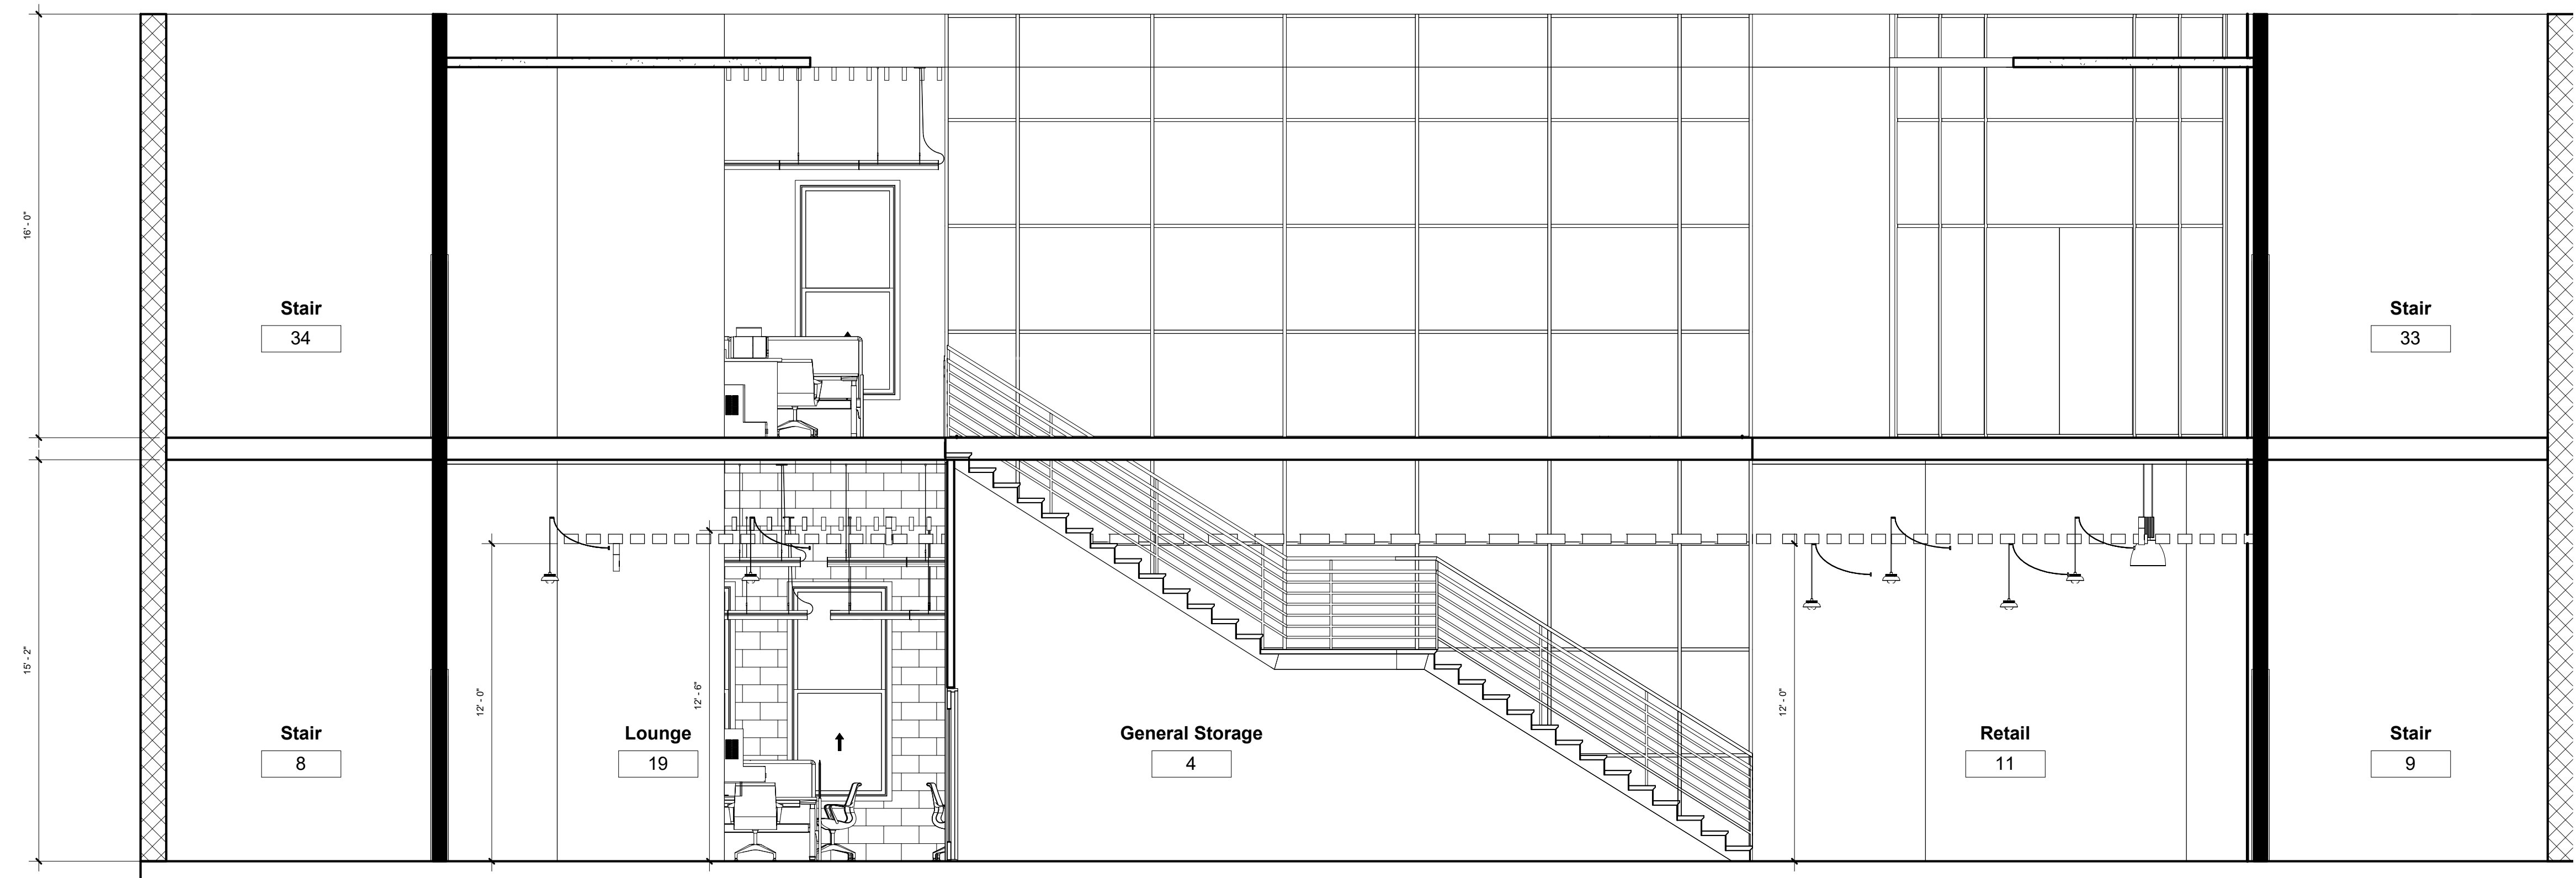 16' - 0"
Stair
34
Stair
33
15' - 2"
12' - 0"
12' - 6"
12' - 0"
Stair
8
Lounge
19
General Storage
4
Retail
11
Stair
9